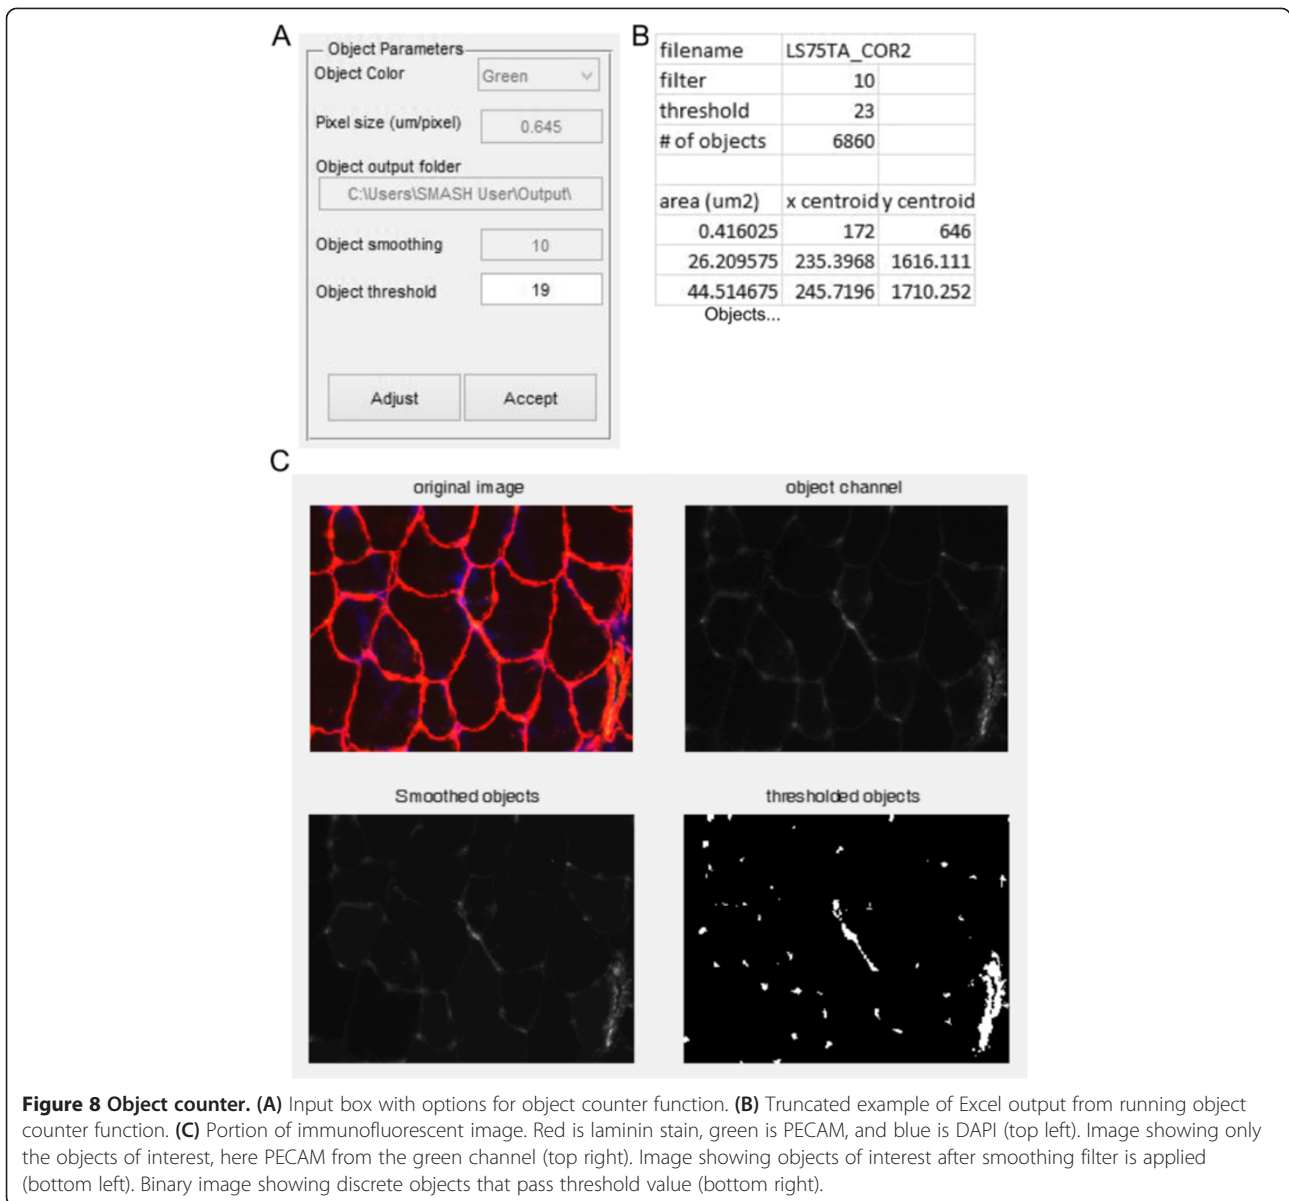 A
Object Parameters
Object Color
Green
Pixel size (um/pixel)
0.645
Object output folder
C:\Users\SMASH User\Output\
Object smoothing
10
Object threshold
19
Adjust
Accept
B
filename LS75TA_COR2
filter 10
threshold 23
# of objects 6860
area (um2) x centroid y centroid
0.416025 172 646
26.209575 235.3968 1616.111
44.514675 245.7196 1710.252
Objects...
C
original image
object channel
Smoothed objects
thresholded objects
Figure 8 Object counter. (A) Input box with options for object counter function. (B) Truncated example of Excel output from running object
counter function. (C) Portion of immunofluorescent image. Red is laminin stain, green is PECAM, and blue is DAPI (top left). Image showing only
the objects of interest, here PECAM from the green channel (top right). Image showing objects of interest after smoothing filter is applied
(bottom left). Binary image showing discrete objects that pass threshold value (bottom right).